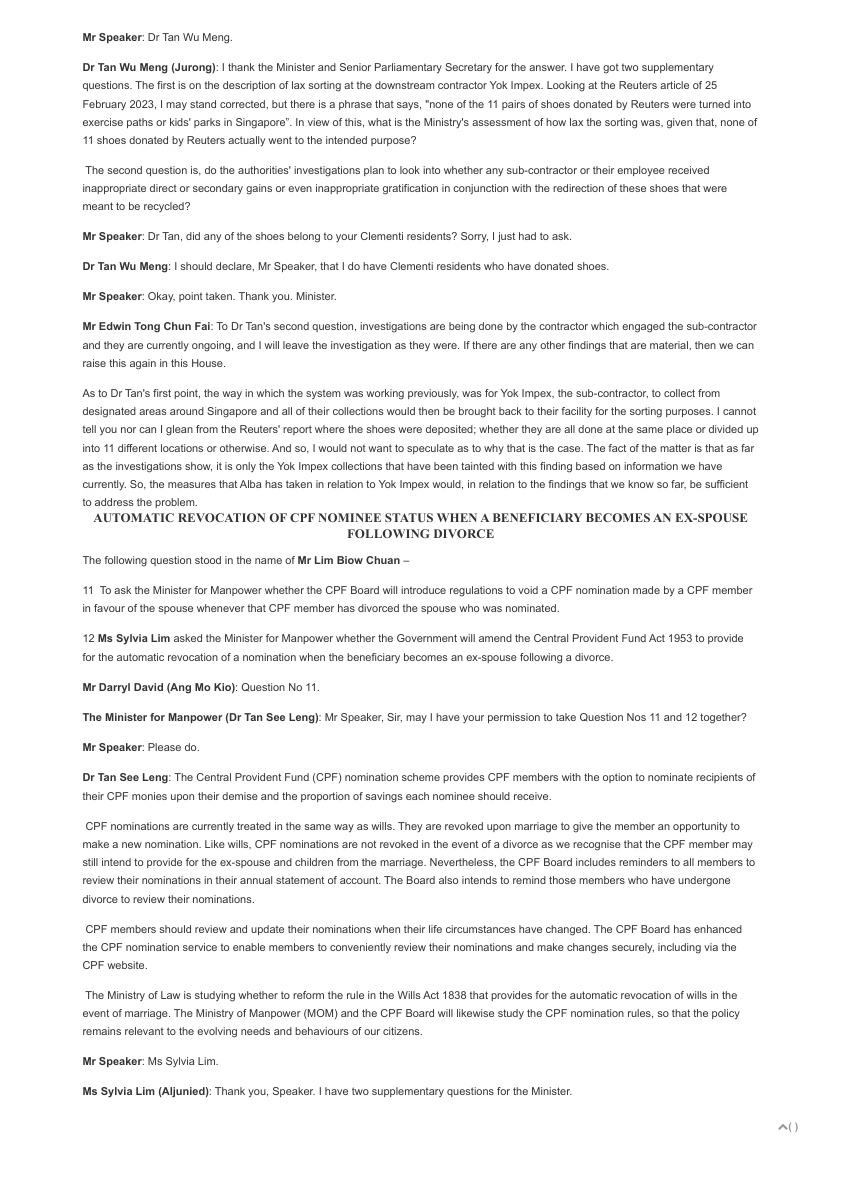 Mr Speaker: Dr Tan Wu Meng.
Dr Tan Wu Meng (Jurong): I thank the Minister and Senior Parliamentary Secretary for the answer. I have got two supplementary
questions. The first is on the description of lax sorting at the downstream contractor Yok Impex. Looking at the Reuters article of 25
February 2023, I may stand corrected, but there is a phrase that says, "none of the 11 pairs of shoes donated by Reuters were turned into
exercise paths or kids' parks in Singapore”. In view of this, what is the Ministry's assessment of how lax the sorting was, given that, none of
11 shoes donated by Reuters actually went to the intended purpose?
The second question is, do the authorities' investigations plan to look into whether any sub-contractor or their employee received
inappropriate direct or secondary gains or even inappropriate gratification in conjunction with the redirection of these shoes that were
meant to be recycled?
Mr Speaker: Dr Tan, did any of the shoes belong to your Clementi residents? Sorry, I just had to ask.
Dr Tan Wu Meng: I should declare, Mr Speaker, that I do have Clementi residents who have donated shoes.
Mr Speaker: Okay, point taken. Thank you. Minister.
Mr Edwin Tong Chun Fai: To Dr Tan's second question, investigations are being done by the contractor which engaged the sub-contractor
and they are currently ongoing, and I will leave the investigation as they were. If there are any other findings that are material, then we can
raise this again in this House.
As to Dr Tan's first point, the way in which the system was working previously, was for Yok Impex, the sub-contractor, to collect from
designated areas around Singapore and all of their collections would then be brought back to their facility for the sorting purposes. I cannot
tell you nor can I glean from the Reuters' report where the shoes were deposited; whether they are all done at the same place or divided up
into 11 different locations or otherwise. And so, I would not want to speculate as to why that is the case. The fact of the matter is that as far
as the investigations show, it is only the Yok Impex collections that have been tainted with this finding based on information we have
currently. So, the measures that Alba has taken in relation to Yok Impex would, in relation to the findings that we know so far, be sufficient
to address the problem.
AUTOMATIC REVOCATION OF CPF NOMINEE STATUS WHEN A BENEFICIARY BECOMES AN EX-SPOUSE
FOLLOWING DIVORCE
The following question stood in the name of Mr Lim Biow Chuan –
11 To ask the Minister for Manpower whether the CPF Board will introduce regulations to void a CPF nomination made by a CPF member
in favour of the spouse whenever that CPF member has divorced the spouse who was nominated.
12 Ms Sylvia Lim asked the Minister for Manpower whether the Government will amend the Central Provident Fund Act 1953 to provide
for the automatic revocation of a nomination when the beneficiary becomes an ex-spouse following a divorce.
Mr Darryl David (Ang Mo Kio): Question No 11.
The Minister for Manpower (Dr Tan See Leng): Mr Speaker, Sir, may I have your permission to take Question Nos 11 and 12 together?
Mr Speaker: Please do.
Dr Tan See Leng: The Central Provident Fund (CPF) nomination scheme provides CPF members with the option to nominate recipients of
their CPF monies upon their demise and the proportion of savings each nominee should receive.
CPF nominations are currently treated in the same way as wills. They are revoked upon marriage to give the member an opportunity to
make a new nomination. Like wills, CPF nominations are not revoked in the event of a divorce as we recognise that the CPF member may
still intend to provide for the ex-spouse and children from the marriage. Nevertheless, the CPF Board includes reminders to all members to
review their nominations in their annual statement of account. The Board also intends to remind those members who have undergone
divorce to review their nominations.
CPF members should review and update their nominations when their life circumstances have changed. The CPF Board has enhanced
the CPF nomination service to enable members to conveniently review their nominations and make changes securely, including via the
CPF website.
The Ministry of Law is studying whether to reform the rule in the Wills Act 1838 that provides for the automatic revocation of wills in the
event of marriage. The Ministry of Manpower (MOM) and the CPF Board will likewise study the CPF nomination rules, so that the policy
remains relevant to the evolving needs and behaviours of our citizens.
Mr Speaker: Ms Sylvia Lim.
Ms Sylvia Lim (Aljunied): Thank you, Speaker. I have two supplementary questions for the Minister.
( )